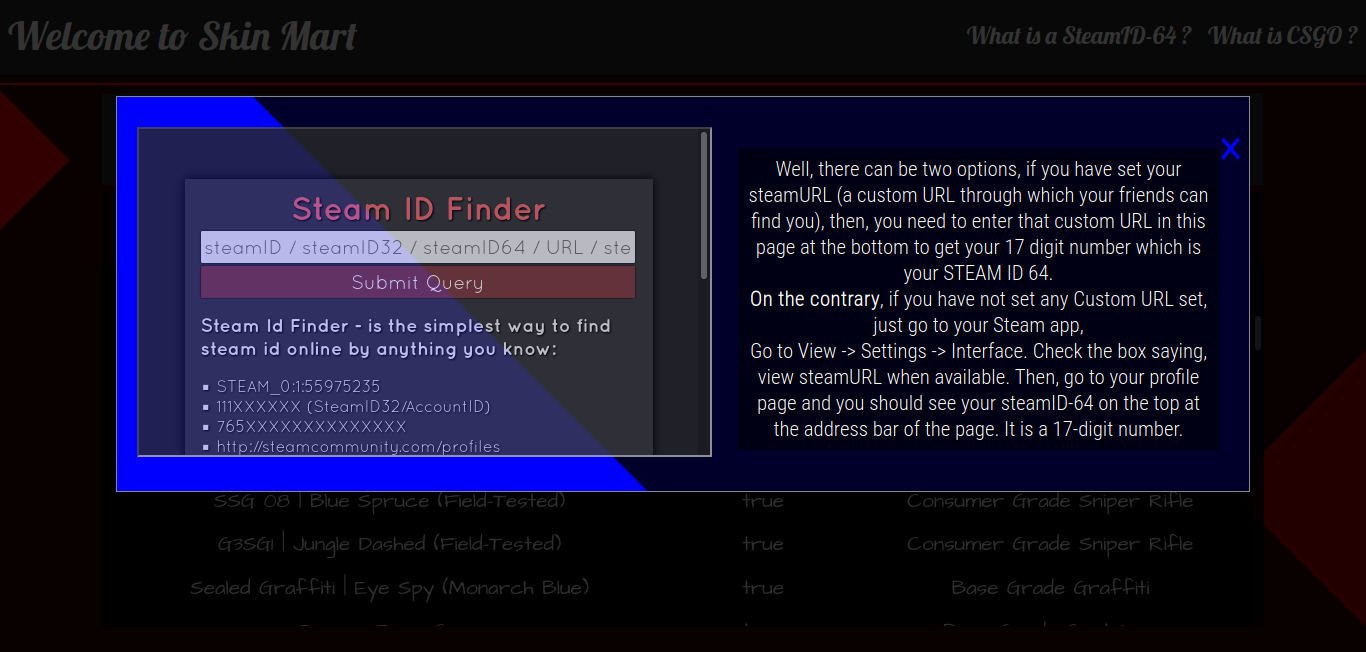 Welcome to Skin Mart
What is a SteamID-64 ? What is CSGO ?
X
Steam ID Finder
steamID / steamID32 / steamID64 / URL / ste
Submit Query
Steam Id Finder - is the simplest way to find
steam id online by anything you know:
STEAM_0:1:55975235
111XXXXXX (SteamID32/AccountID)
765XXXXXXXXXXXXXX
http://steamcommunity.com/profiles
Well, there can be two options, if you have set your
steamURL (a custom URL through which your friends can
find you), then, you need to enter that custom URL in this
page at the bottom to get your 17 digit number which is
your STEAM ID 64.
On the contrary, if you have not set any Custom URL set,
just go to your Steam app,
Go to View -> Settings -> Interface. Check the box saying,
view steamURL when available. Then, go to your profile
page and you should see your steamID-64 on the top at
the address bar of the page. It is a 17-digit number.
SSG 08 | Blue Spruce (Field-Tested) true Consumer Grade Sniper Rifle
G3SG1 | Jungle Dashed (Field-Tested) true Consumer Grade Sniper Rifle
Sealed Graffiti | Eye Spy (Monarch Blue) true Base Grade Graffiti